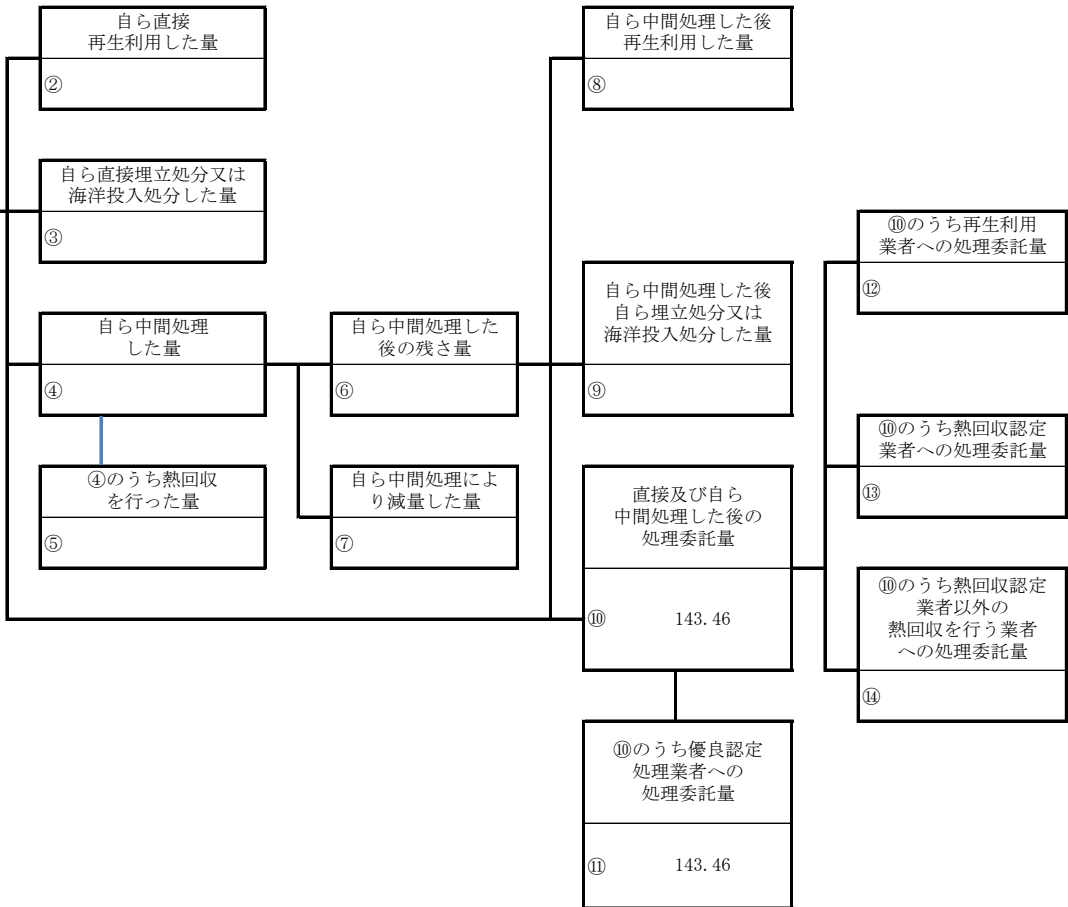 自ら直接
再生利用した量
②
自ら直接埋立処分又は
海洋投入処分した量
③
自ら中間処理
した量
④
④のうち熱回収
を行った量
⑤
自ら中間処理した
後の残さ量
⑥
自ら中間処理によ
り減量した量
⑦
自ら中間処理した後
再生利用した量
⑧
自ら中間処理した後
自ら埋立処分又は
海洋投入処分した量
⑨
直接及び自ら
中間処理した後の
処理委託量
⑩ 143.46
⑩のうち優良認定
処理業者への
処理委託量
⑪ 143.46
⑩のうち再生利用
業者への処理委託量
⑫
⑩のうち熱回収認定
業者への処理委託量
⑬
⑩のうち熱回収認定
業者以外の
熱回収を行う業者
への処理委託量
⑭